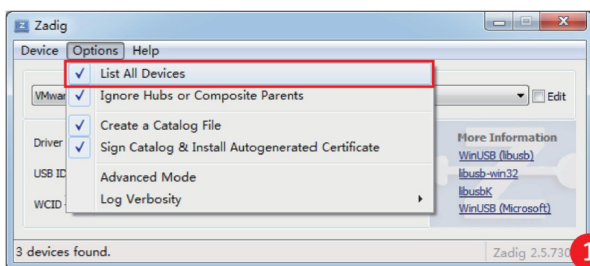 Zadig
Device Options Help
List All Devices
Ignore Hubs or Composite Parents
Create a Catalog File
Sign Catalog & Install Autogenerated Certificate
Advanced Mode
Log Verbosity
Edit
Driver
USB ID
WCID
More Information
WinUSB (libusb)
libusb-win32
libusbK
WinUSB (Microsoft)
3 devices found.
Zadig 2.5.730
1